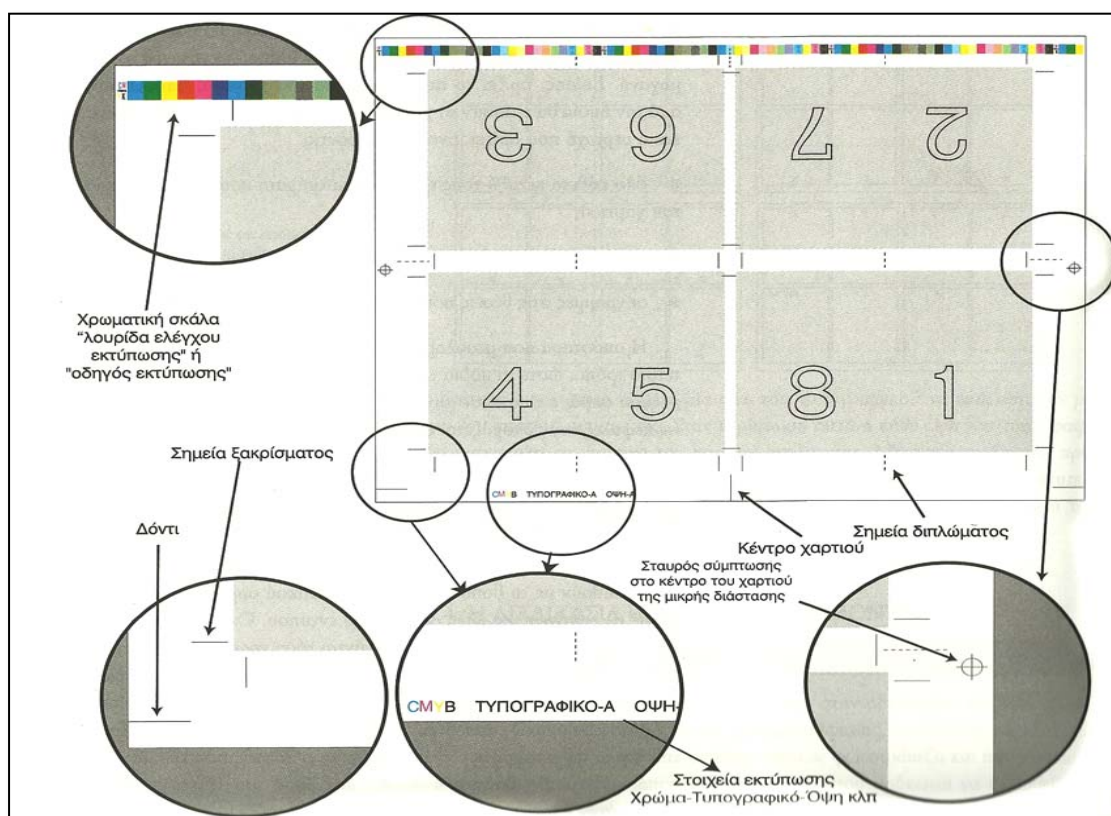 3 6 7 2
4 5 8 1
CMYB ΤΥΠΟΓΡΑΦΙΚΟ-Α ΟΨΗ-Α
Χρωματική σκάλα
"λουρίδα ελέγχου
εκτύπωσης" ή
"οδηγός εκτύπωσης"
Σημεία ξακρίσματος
Δόντι
Κέντρο χαρτιού
Σημεία διπλώματος
Σταυρός σύμπτωσης
στο κέντρο του χαρτιού
της μικρής διάστασης
CMYB ΤΥΠΟΓΡΑΦΙΚΟ-Α ΟΨΗ-
Στοιχεία εκτύπωσης
Χρώμα-Τυπογραφικό-Όψη κλπ